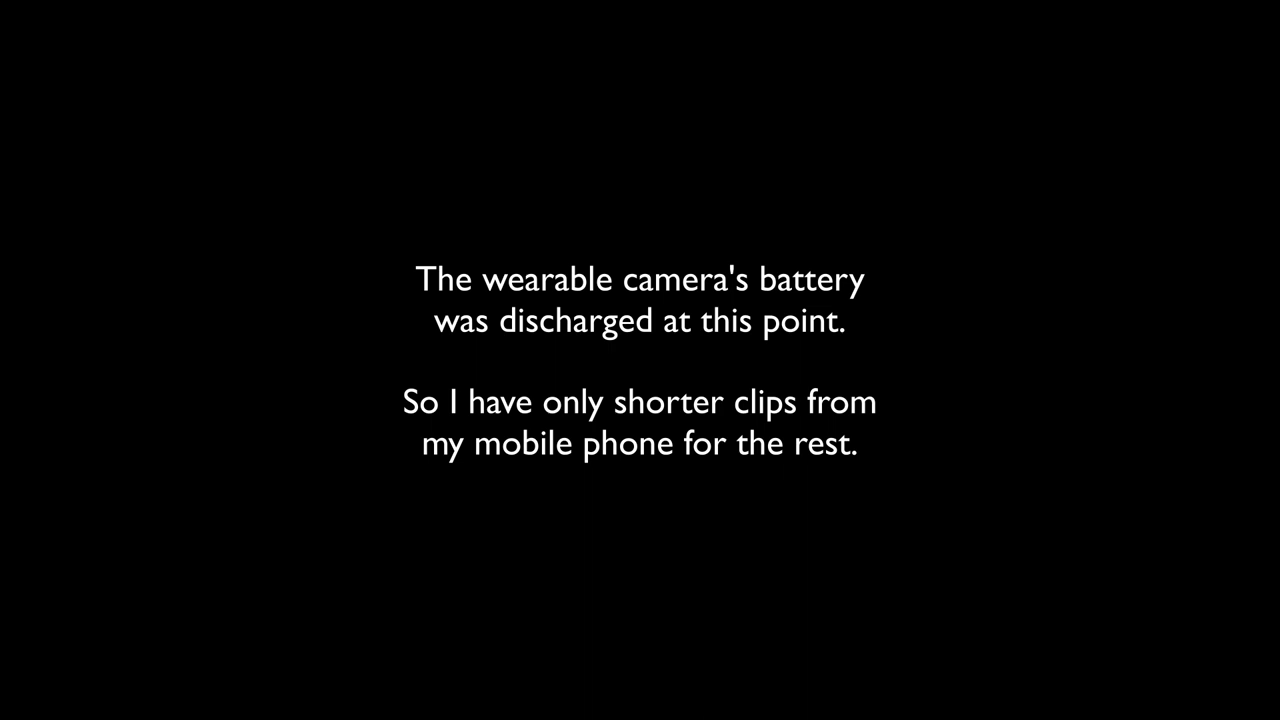 The wearable camera's battery
was discharged at this point.
So I have only shorter clips from
my mobile phone for the rest.